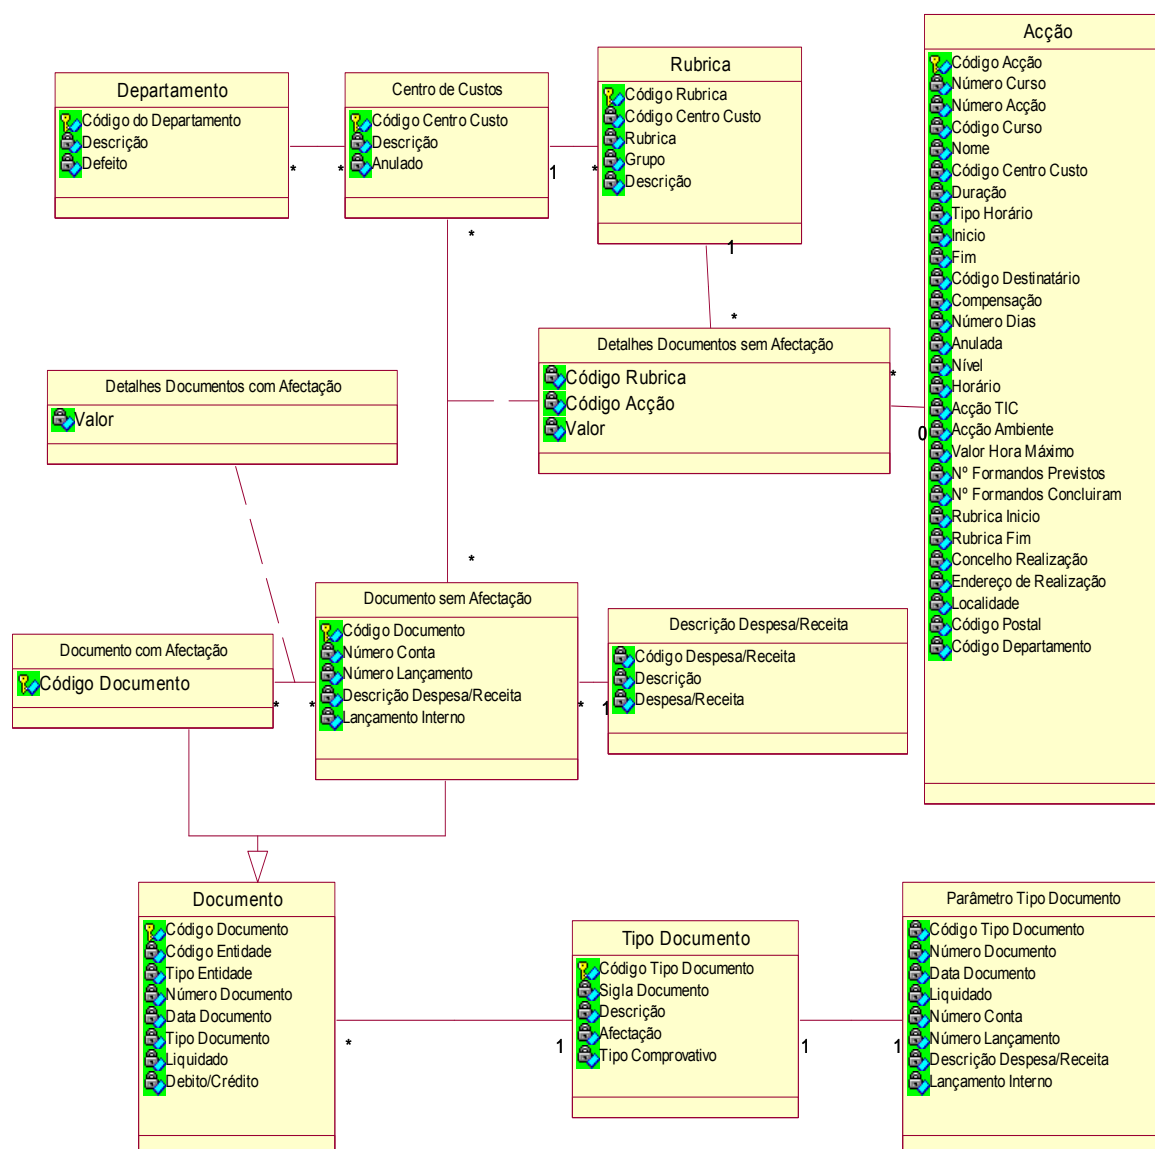 Departamento
Código do Departamento
Descrição
Defeito
*
*
Centro de Custos
Código Centro Custo
Descrição
Anulado
1
*
*
Rubrica
Código Rubrica
Código Centro Custo
Rubrica
Grupo
Descrição
1
*
Acção
Código Acção
Número Curso
Número Acção
Código Curso
Nome
Código Centro Custo
Duração
Tipo Horário
Inicio
Fim
Código Destinatário
Compensação
Número Dias
Anulada
Nível
Horário
Acção TIC
Acção Ambiente
Valor Hora Máximo
Nº Formandos Previstos
Nº Formandos Concluiram
Rubrica Inicio
Rubrica Fim
Concelho Realização
Endereço de Realização
Localidade
Código Postal
Código Departamento
Detalhes Documentos sem Afectação
Código Rubrica
Código Acção
Valor
*
0
Detalhes Documentos com Afectação
Valor
*
Documento sem Afectação
Código Documento
Número Conta
Número Lançamento
Descrição Despesa/Receita
Lançamento Interno
Documento com Afectação
Código Documento
*
*
*
1
Descrição Despesa/Receita
Código Despesa/Receita
Descrição
Despesa/Receita
Documento
Código Documento
Código Entidade
Tipo Entidade
Número Documento
Data Documento
Tipo Documento
Liquidado
Debito/Crédito
*
1
Tipo Documento
Código Tipo Documento
Sigla Documento
Descrição
Afectação
Tipo Comprovativo
1
1
Parâmetro Tipo Documento
Código Tipo Documento
Número Documento
Data Documento
Liquidado
Número Conta
Número Lançamento
Descrição Despesa/Receita
Lançamento Interno